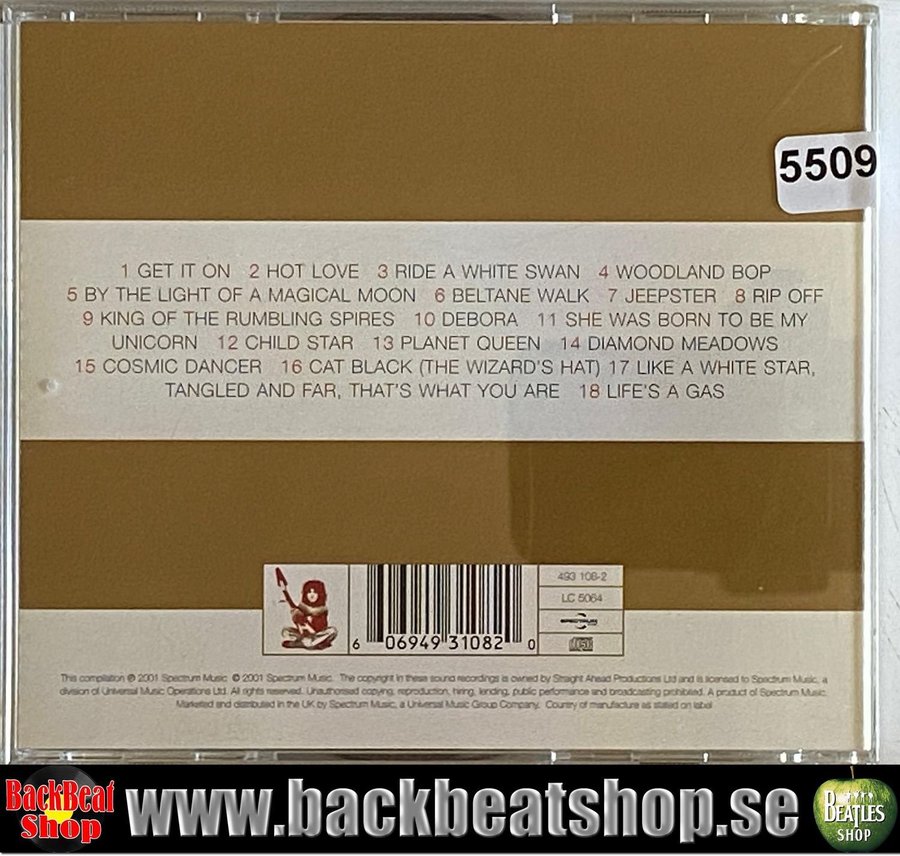 5509
1 GET IT ON 2 HOT LOVE 3 RIDE A WHITE SWAN 4 WOODLAND BOP
5 BY THE LIGHT OF A MAGICAL MOON 6 BELTANE WALK 7 JEEPSTER 8 RIP OFF
9 KING OF THE RUMBLING SPIRES 10 DEBORA 11 SHE WAS BORN TO BE MY
UNICORN 12 CHILD STAR 13 PLANET QUEEN 14 DIAMOND MEADOWS
15 COSMIC DANCER 16 CAT BLACK (THE WIZARD'S HAT) 17 LIKE A WHITE STAR,
TANGLED AND FAR, THAT'S WHAT YOU ARE 18 LIFE'S A GAS
493 108-2
LC 5064
SPECTRUM
6 06949 31082 0
This compilation ℗ 2001 Spectrum Music. © 2001 Spectrum Music. The copyright in these sound recordings is owned by Straight Ahead Productions Ltd and is licensed to Spectrum Music, a
division of Universal Music Operations Ltd. All rights reserved. Unauthorised copying, reproduction, hiring, lending, public performance and broadcasting prohibited. A product of Spectrum Music.
Marketed and distributed in the UK by Spectrum Music, a Universal Music Group Company. Country of manufacture as stated on label
BackBeat
Shop
www.backbeatshop.se
BEATLES
SHOP